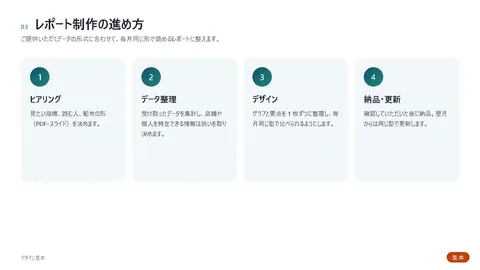 03 レポート制作の進め方
ご提供いただくデータの形式に合わせて、毎月同じ形で読めるレポートに整えます。
1
ヒアリング
見たい指標、読む人、配布の形
（PDF・スライド）を決めます。
2
データ整理
受け取ったデータを集計し、店舗や
個人を特定できる情報は扱いを取り
決めます。
3
デザイン
グラフと要点を1枚ずつに整理し、毎
月同じ型で比べられるようにします。
4
納品・更新
確認していただいた後に納品。翌月
からは同じ型で更新します。
デザイン見本
見本